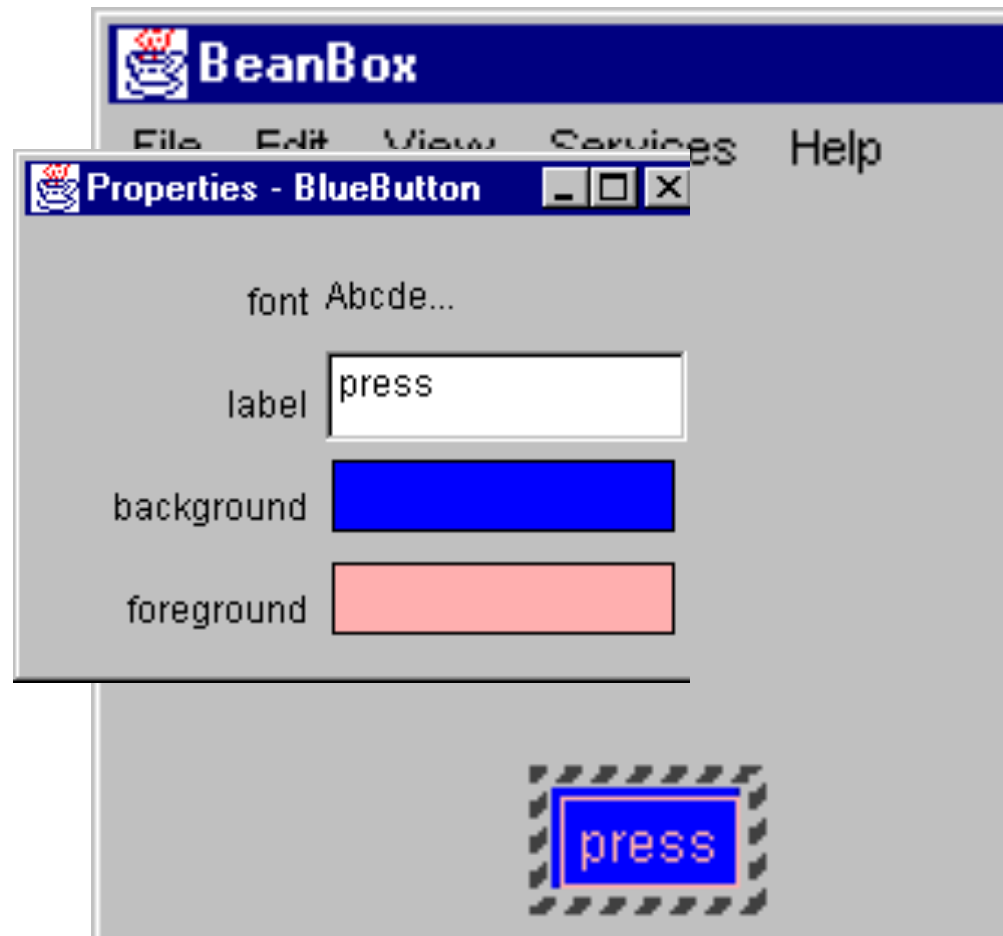 BeanBox
File Edit View Services Help
Properties - BlueButton
font Abcde...
label press
background
foreground
press